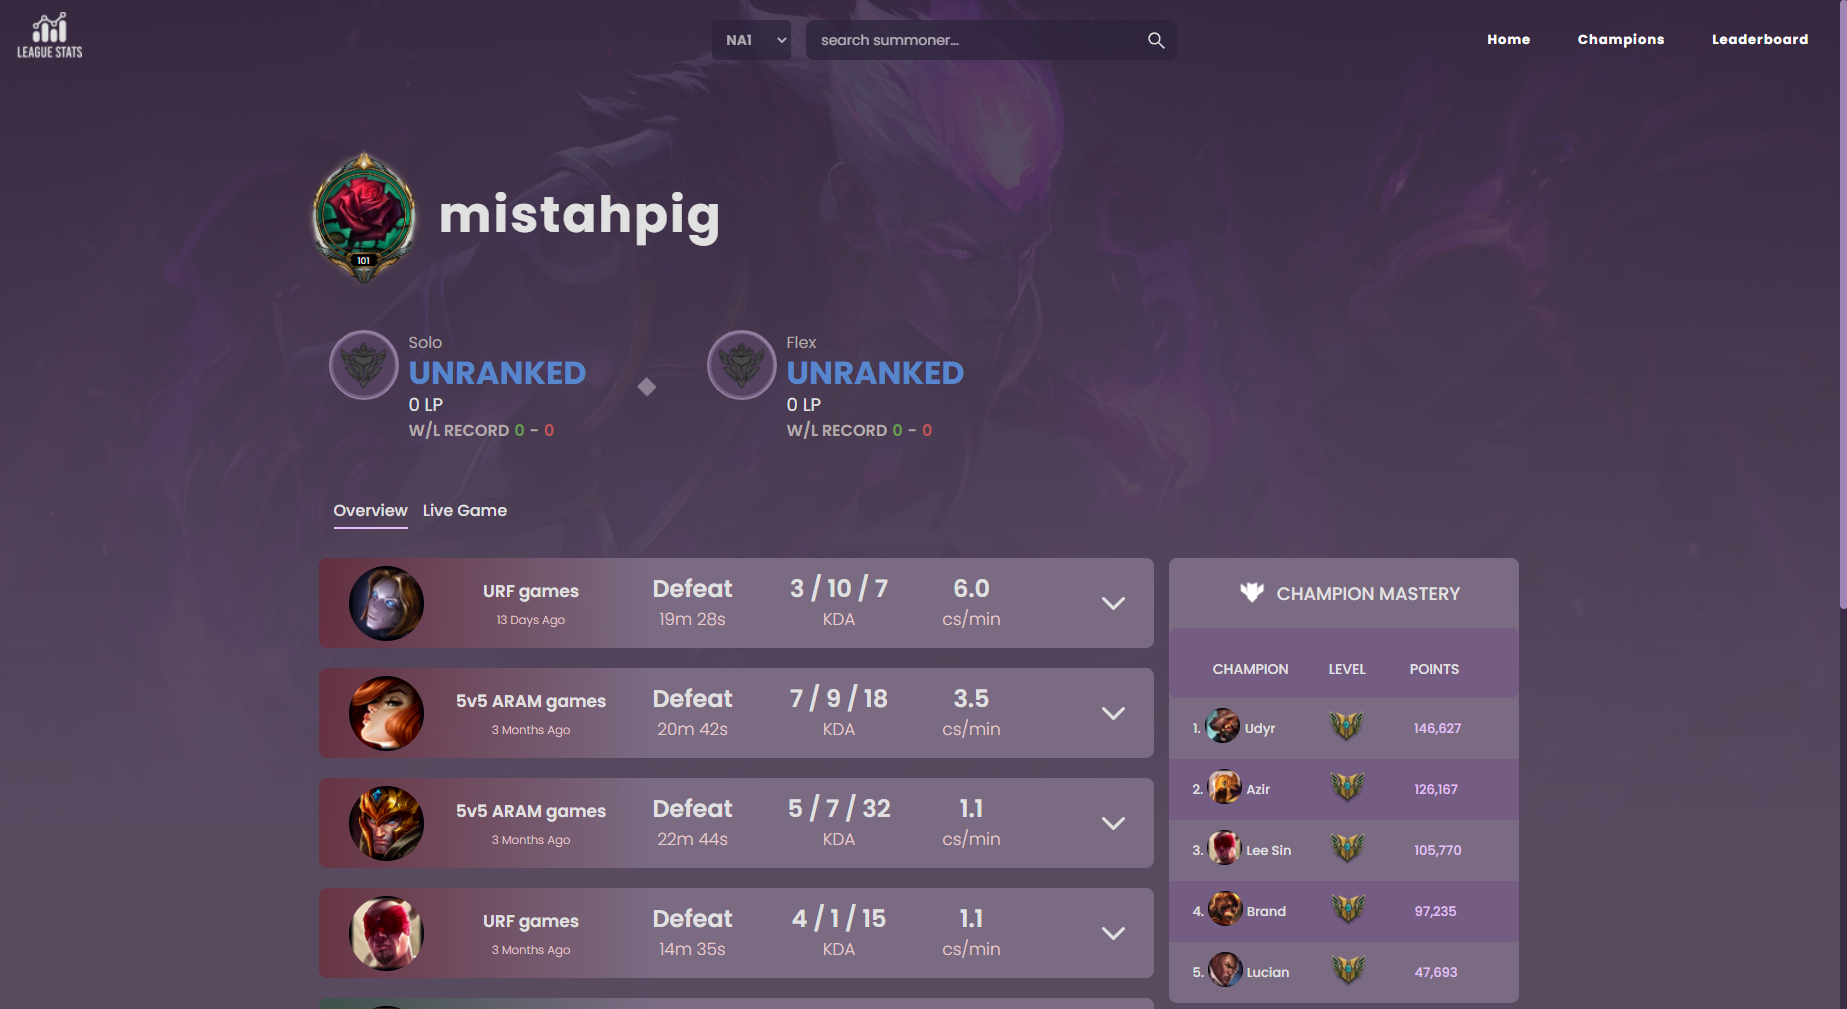 LEAGUE STATS
NA1
search summoner...
Home
Champions
Leaderboard
mistahpig
101
Solo
UNRANKED
0 LP
W/L RECORD 0 - 0
Flex
UNRANKED
0 LP
W/L RECORD 0 - 0
Overview
Live Game
URF games
13 Days Ago
Defeat
19m 28s
3 / 10 / 7
KDA
6.0
cs/min
5v5 ARAM games
3 Months Ago
Defeat
20m 42s
7 / 9 / 18
KDA
3.5
cs/min
5v5 ARAM games
3 Months Ago
Defeat
22m 44s
5 / 7 / 32
KDA
1.1
cs/min
URF games
3 Months Ago
Defeat
14m 35s
4 / 1 / 15
KDA
1.1
cs/min
CHAMPION MASTERY
CHAMPION LEVEL POINTS
1. Udyr 146,627
2. Azir 126,167
3. Lee Sin 105,770
4. Brand 97,235
5. Lucian 47,693